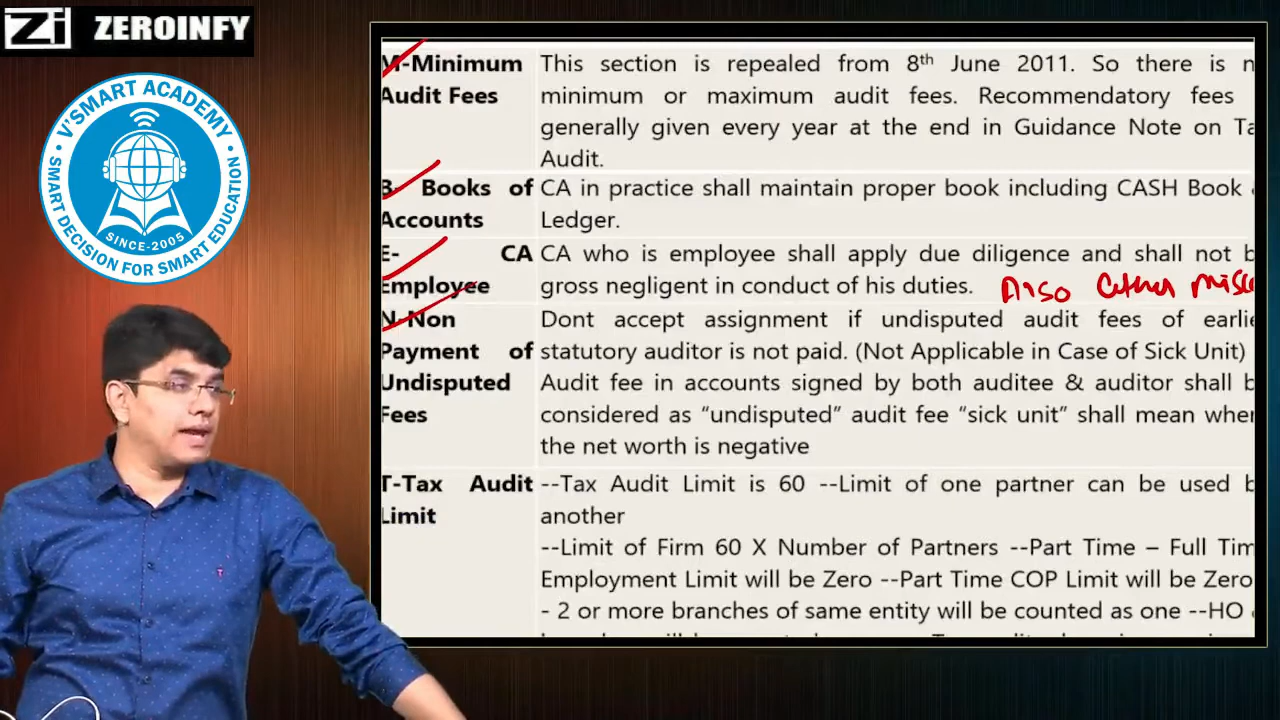 Zi ZEROINFY
V'SMART ACADEMY
SMART DECISION FOR SMART EDUCATION
SINCE-2005
M-Minimum Audit Fees
This section is repealed from 8th June 2011. So there is
minimum or maximum audit fees. Recommendatory fees
generally given every year at the end in Guidance Note on
Audit.
B- Books of Accounts
CA in practice shall maintain proper book including CASH Book
Ledger.
E- CA Employee
CA who is employee shall apply due diligence and shall not
gross negligent in conduct of his duties.
Also other
N-Non Payment of Undisputed Fees
Dont accept assignment if undisputed audit fees of
statutory auditor is not paid. (Not Applicable in Case of Sick Unit)
Audit fee in accounts signed by both auditee & auditor shall
considered as “undisputed” audit fee “sick unit” shall mean
the net worth is negative
T-Tax Audit Limit
--Tax Audit Limit is 60 --Limit of one partner can be used
another
--Limit of Firm 60 X Number of Partners --Part Time – Full
Employment Limit will be Zero --Part Time COP Limit will be Zero
- 2 or more branches of same entity will be counted as one --HO